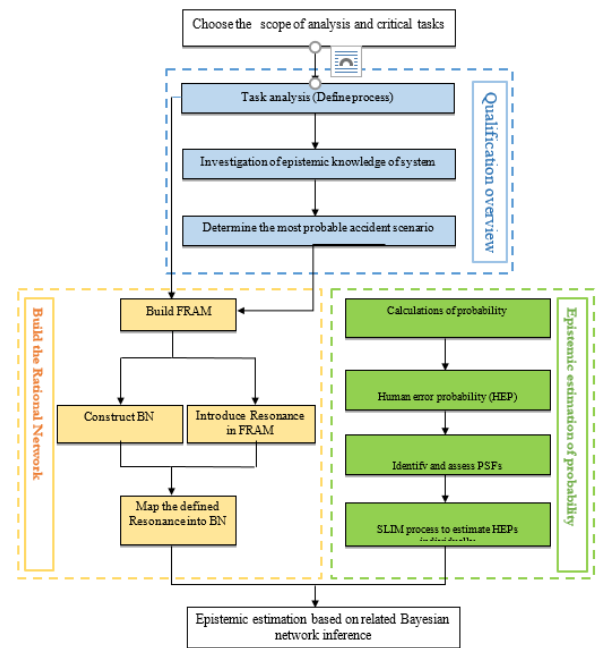 Choose the scope of analysis and critical tasks
Task analysis (Define process)
Investigation of epistemic knowledge of system
Determine the most probable accident scenario
Qualification overview
Build FRAM
Construct BN
Introduce Resonance
in FRAM
Map the defined
Resonance into BN
Build the Rational Network
Calculations of probability
Human error probability (HEP)
Identify and assess PSFs
SLIM process to estimate HEPs
individually
Epistemic estimation of probability
Epistemic estimation based on related Bayesian
network inference